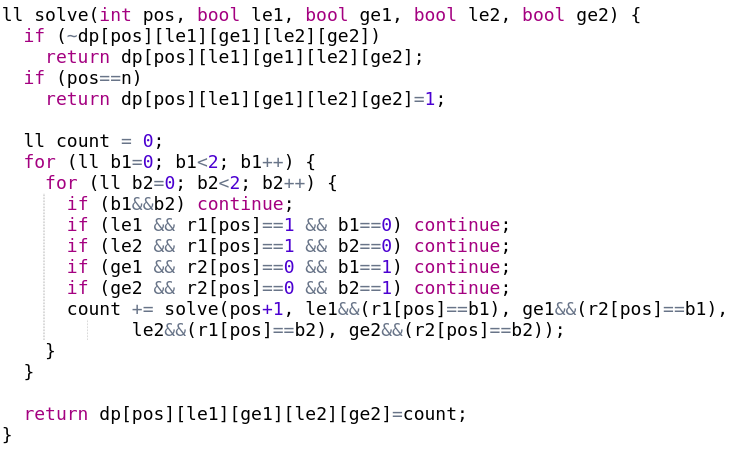 ll solve(int pos, bool le1, bool ge1, bool le2, bool ge2) {
  if (~dp[pos][le1][ge1][le2][ge2])
    return dp[pos][le1][ge1][le2][ge2];
  if (pos==n)
    return dp[pos][le1][ge1][le2][ge2]=1;

  ll count = 0;
  for (ll b1=0; b1<2; b1++) {
    for (ll b2=0; b2<2; b2++) {
      if (b1&&b2) continue;
      if (le1 && r1[pos]==1 && b1==0) continue;
      if (le2 && r1[pos]==1 && b2==0) continue;
      if (ge1 && r2[pos]==0 && b1==1) continue;
      if (ge2 && r2[pos]==0 && b2==1) continue;
      count += solve(pos+1, le1&&(r1[pos]==b1), ge1&&(r2[pos]==b1),
            le2&&(r1[pos]==b2), ge2&&(r2[pos]==b2));
    }
  }

  return dp[pos][le1][ge1][le2][ge2]=count;
}